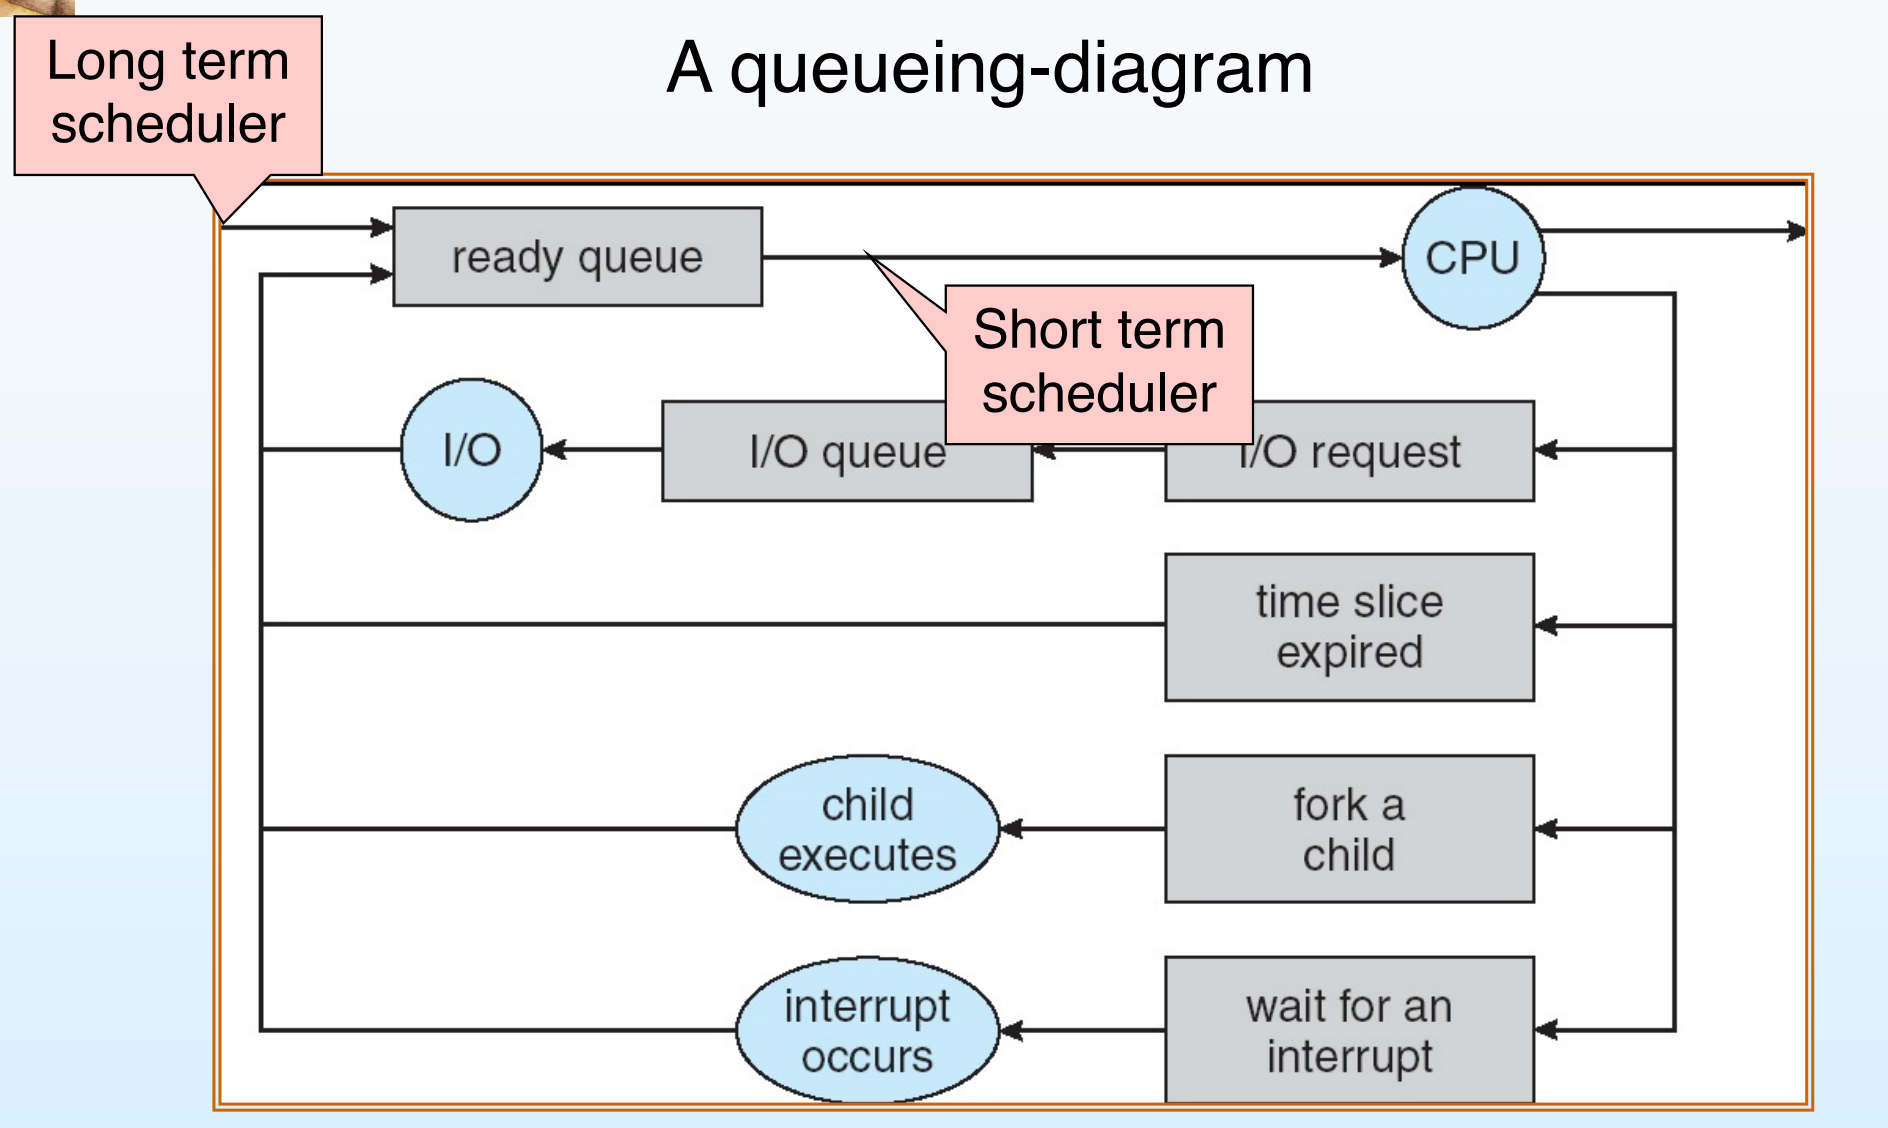 Long term
scheduler
A queueing-diagram
ready queue
CPU
Short term
scheduler
I/O
I/O queue
I/O request
time slice
expired
child
executes
fork a
child
interrupt
occurs
wait for an
interrupt